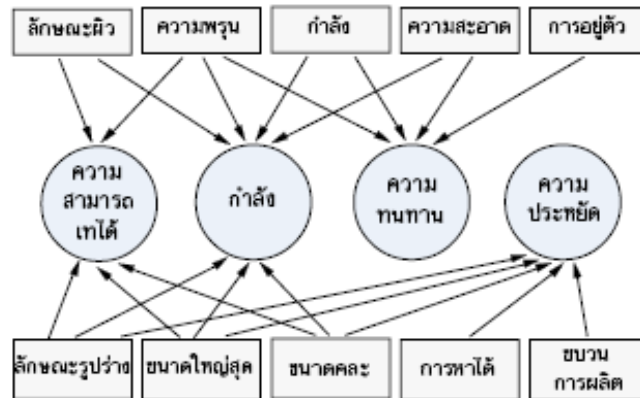 ลักษณะผิว
ความพรุน
กำลัง
ความสะอาด
การอยู่ตัว
ความ
สามารถ
เทได้
กำลัง
ความ
ทนทาน
ความ
ประหยัด
ลักษณะรูปร่าง
ขนาดใหญ่สุด
ขนาดคละ
การหาได้
ขบวน
การผลิต